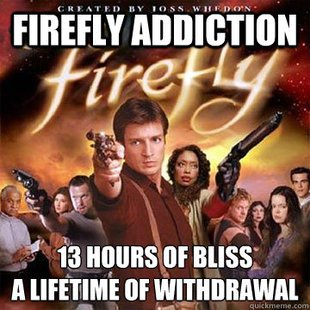 CREATED BY JOSS WHEDON
FIREFLY ADDICTION
firefly
13 HOURS OF BLISS
A LIFETIME OF WITHDRAWAL
quickmeme.com